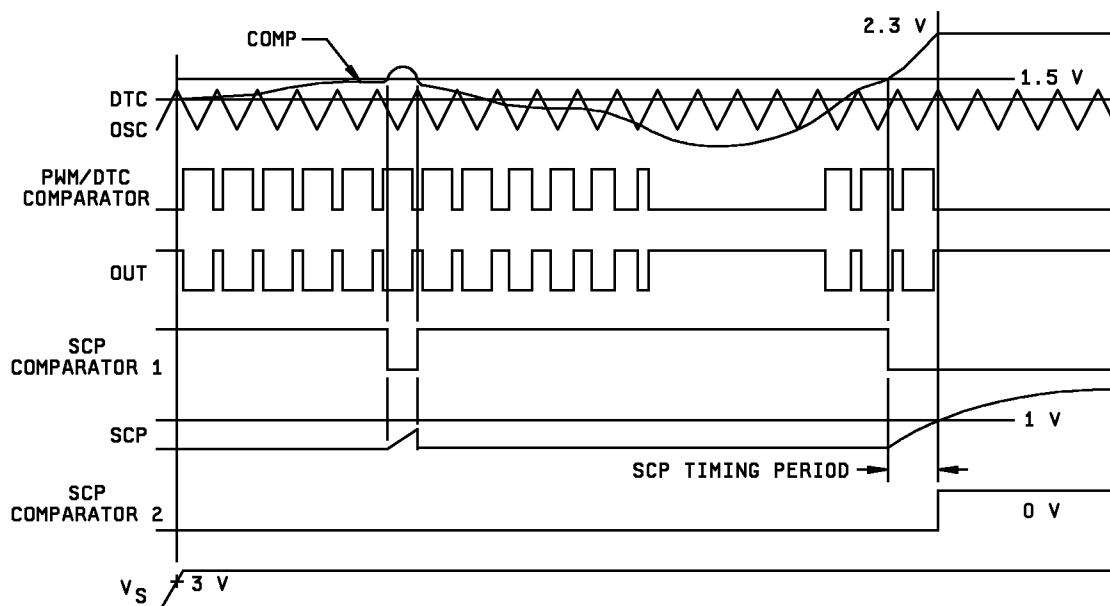 2.3 V
COMP
1.5 V
DTC
OSC
PWM/DTC
COMPARATOR
OUT
SCP
COMPARATOR 1
1 V
SCP
SCP TIMING PERIOD
SCP
COMPARATOR 2
0 V
VS
3 V